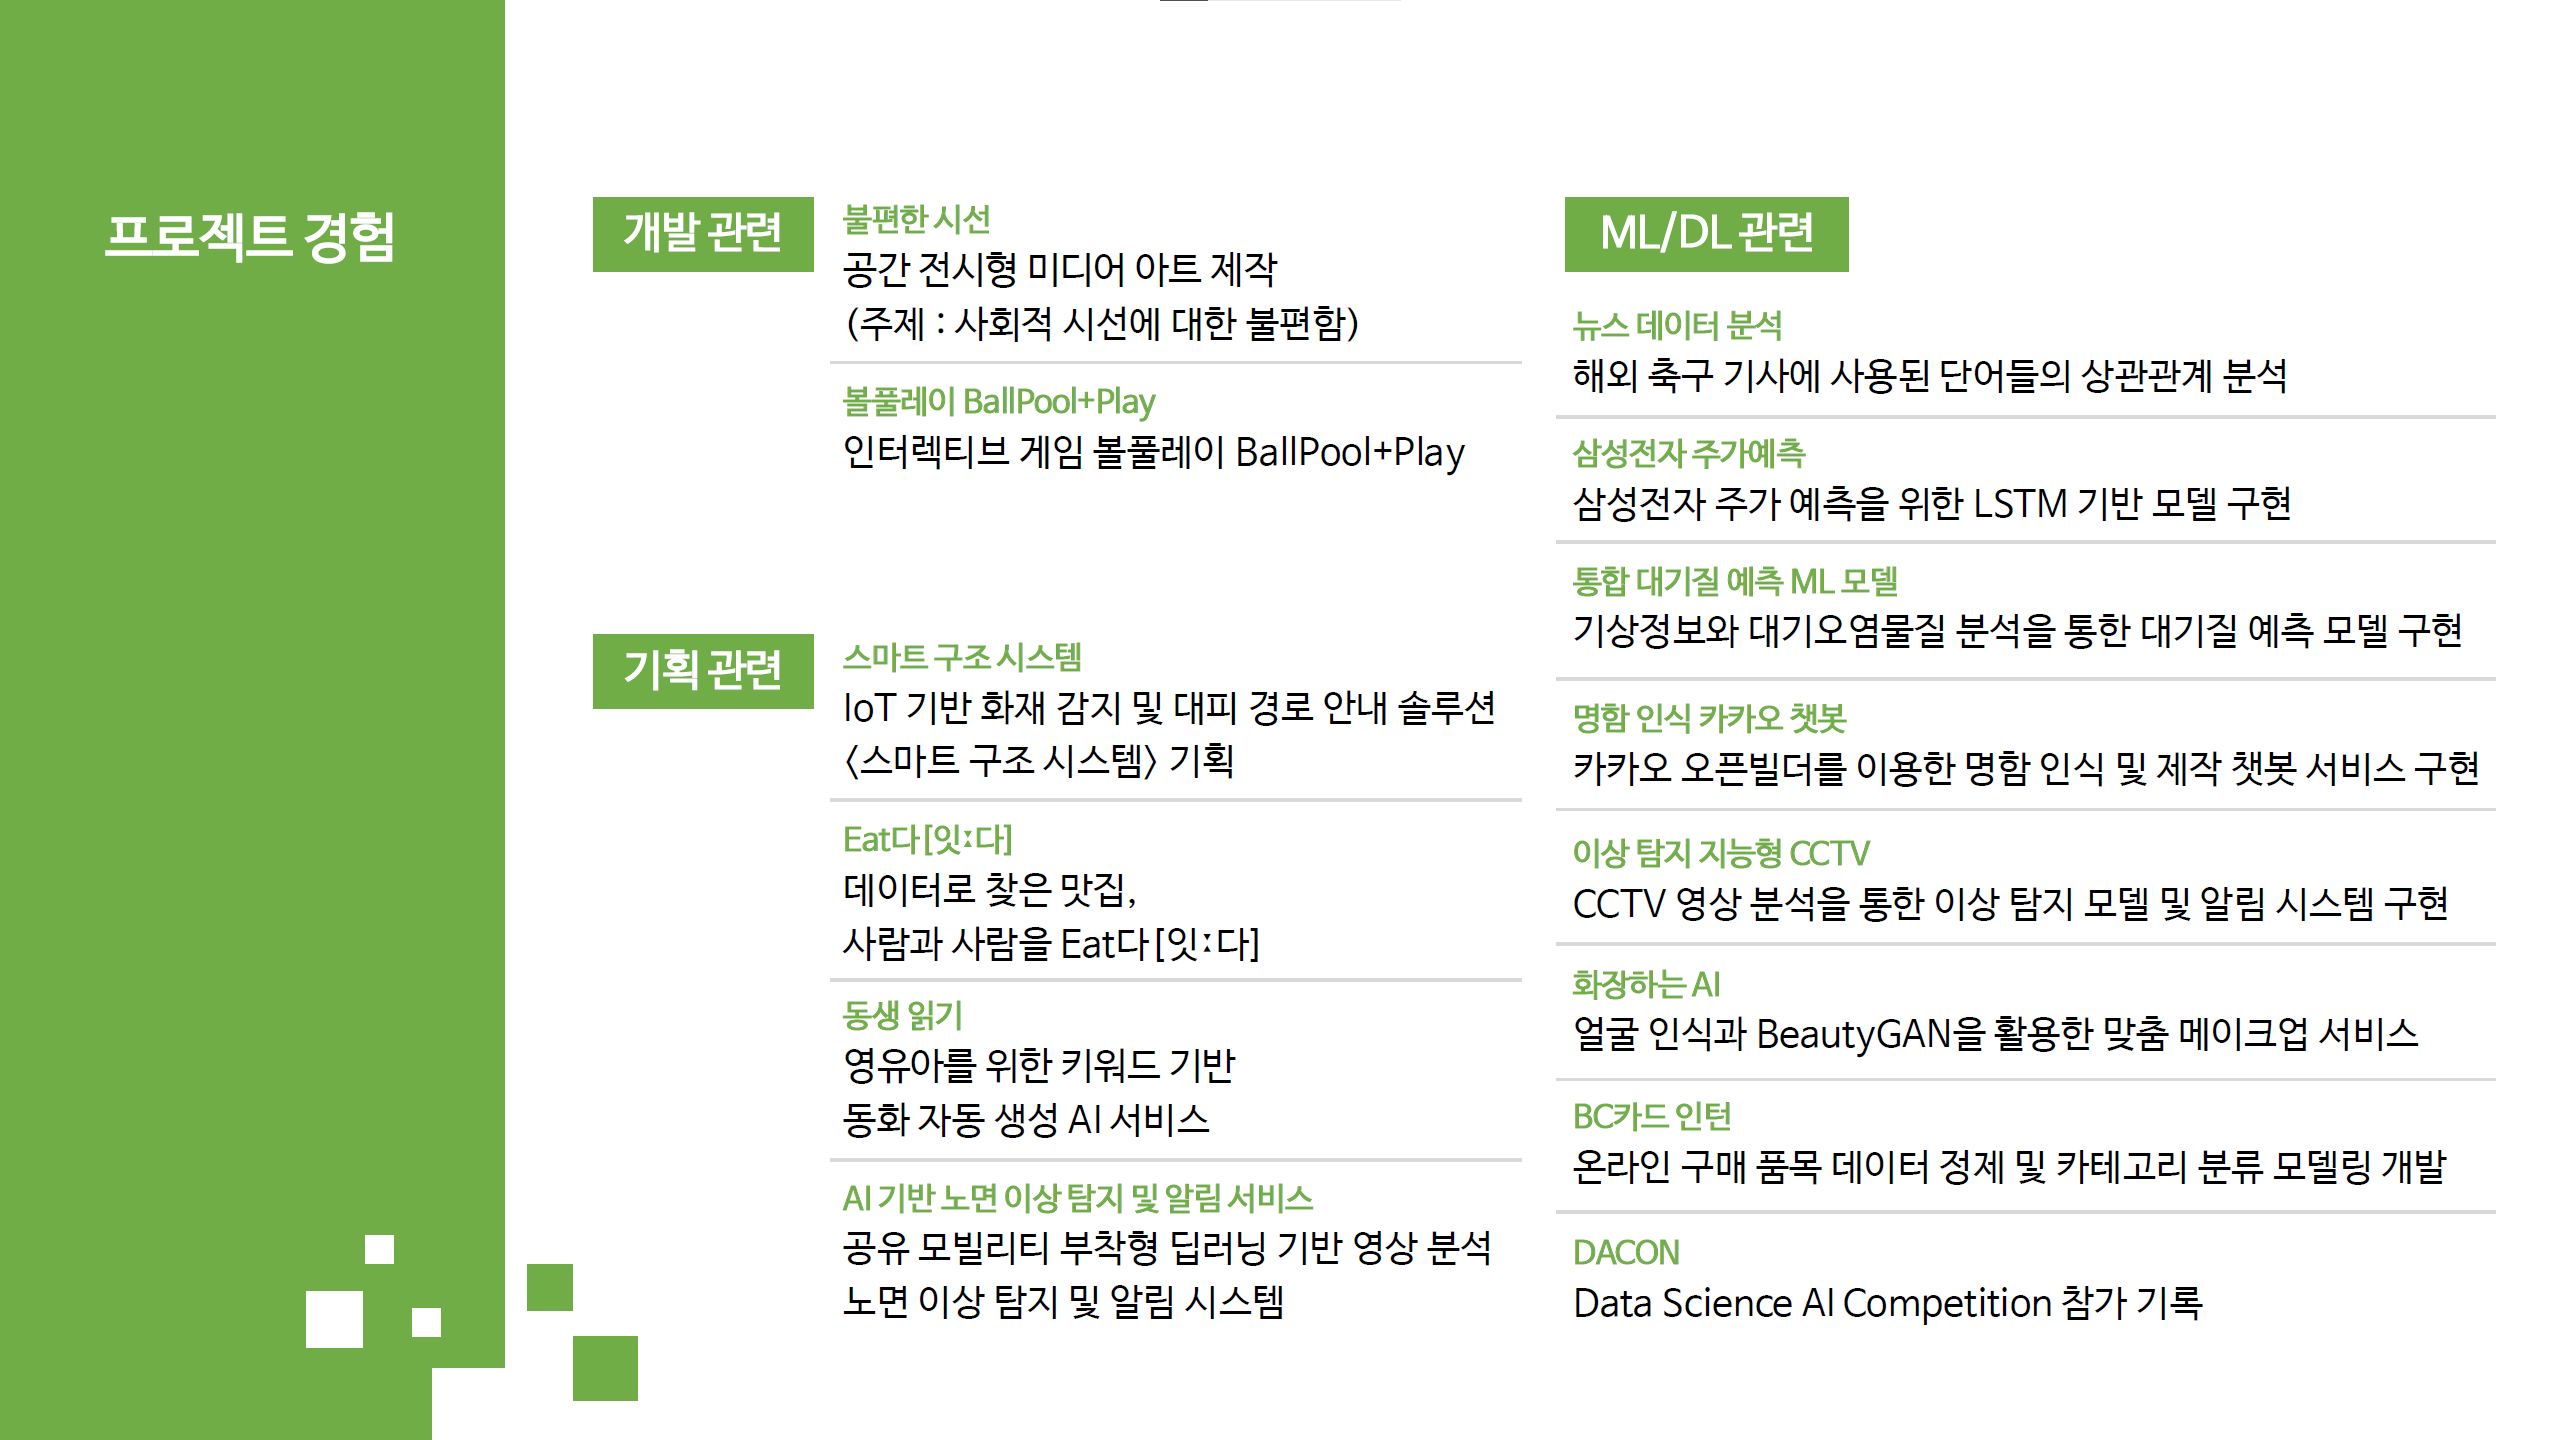 프로젝트 경험
개발 관련
불편한 시선
공간 전시형 미디어 아트 제작
(주제 : 사회적 시선에 대한 불편함)
볼풀레이 BallPool+Play
인터렉티브 게임 볼풀레이 BallPool+Play
기획 관련
스마트 구조 시스템
IoT 기반 화재 감지 및 대피 경로 안내 솔루션
<스마트 구조 시스템> 기획
Eat다[잇ː다]
데이터로 찾은 맛집,
사람과 사람을 Eat다[잇ː다]
동생 읽기
영유아를 위한 키워드 기반
동화 자동 생성 AI 서비스
AI 기반 노면 이상 탐지 및 알림 서비스
공유 모빌리티 부착형 딥러닝 기반 영상 분석
노면 이상 탐지 및 알림 시스템
ML/DL 관련
뉴스 데이터 분석
해외 축구 기사에 사용된 단어들의 상관관계 분석
삼성전자 주가예측
삼성전자 주가 예측을 위한 LSTM 기반 모델 구현
통합 대기질 예측 ML 모델
기상정보와 대기오염물질 분석을 통한 대기질 예측 모델 구현
명함 인식 카카오 챗봇
카카오 오픈빌더를 이용한 명함 인식 및 제작 챗봇 서비스 구현
이상 탐지 지능형 CCTV
CCTV 영상 분석을 통한 이상 탐지 모델 및 알림 시스템 구현
화장하는 AI
얼굴 인식과 BeautyGAN을 활용한 맞춤 메이크업 서비스
BC카드 인턴
온라인 구매 품목 데이터 정제 및 카테고리 분류 모델링 개발
DACON
Data Science AI Competition 참가 기록